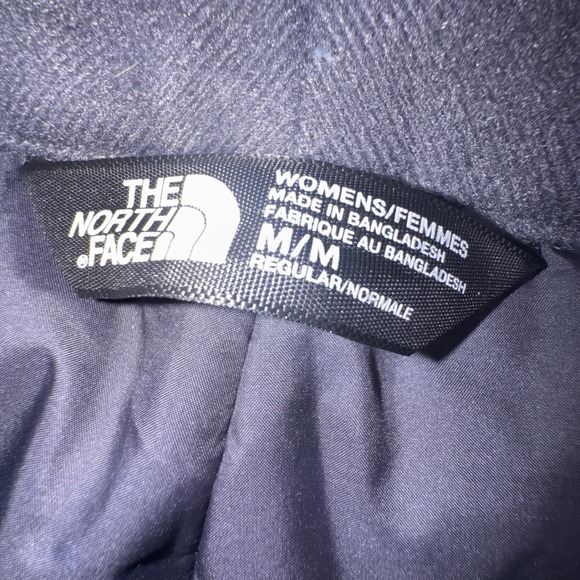 THE
NORTH
FACE®
WOMENS/FEMMES
MADE IN BANGLADESH
FABRIQUE AU BANGLADESH
M/M
REGULAR/NORMALE